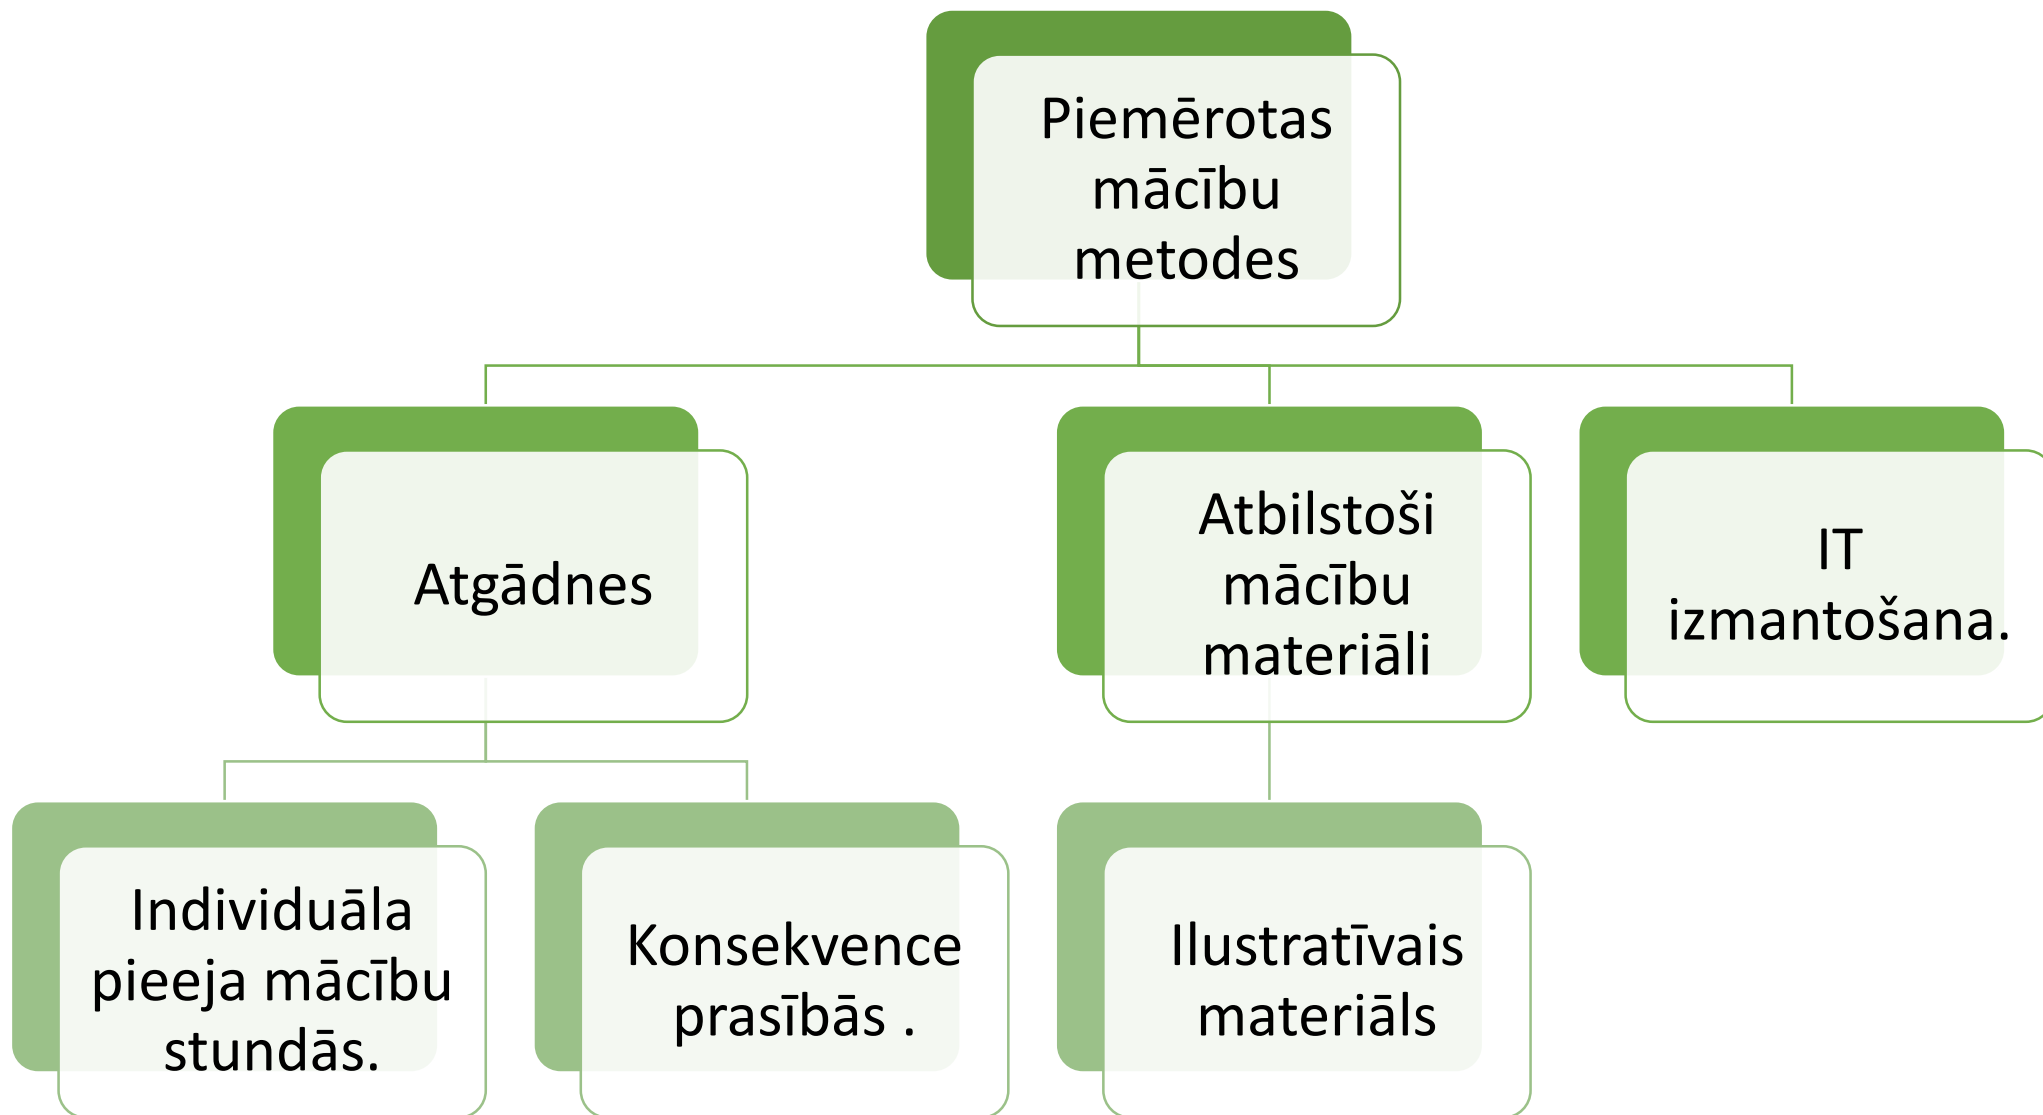 Piemērotas
mācību
metodes
Atgādnes
Atbilstoši
mācību
materiāli
IT
izmantošana.
Individuāla
pieeja mācību
stundās.
Konsekvence
prasībās .
Ilustratīvais
materiāls